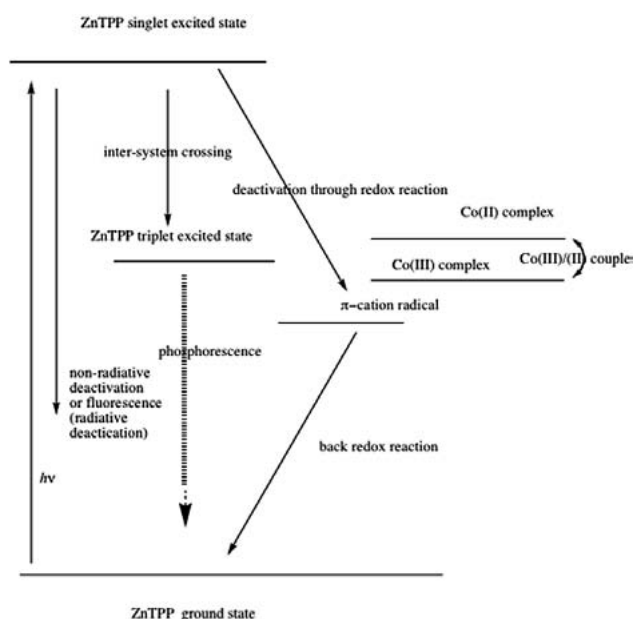 ZnTPP singlet excited state
inter-system crossing
deactivation through redox reaction
Co(II) complex
ZnTPP triplet excited state
Co(III) complex
Co(III)/(II) couples
π-cation radical
phosphorescence
non-radiative
deactivation
or fluorescence
(radiative
deactication)
back redox reaction
hν
ZnTPP ground state